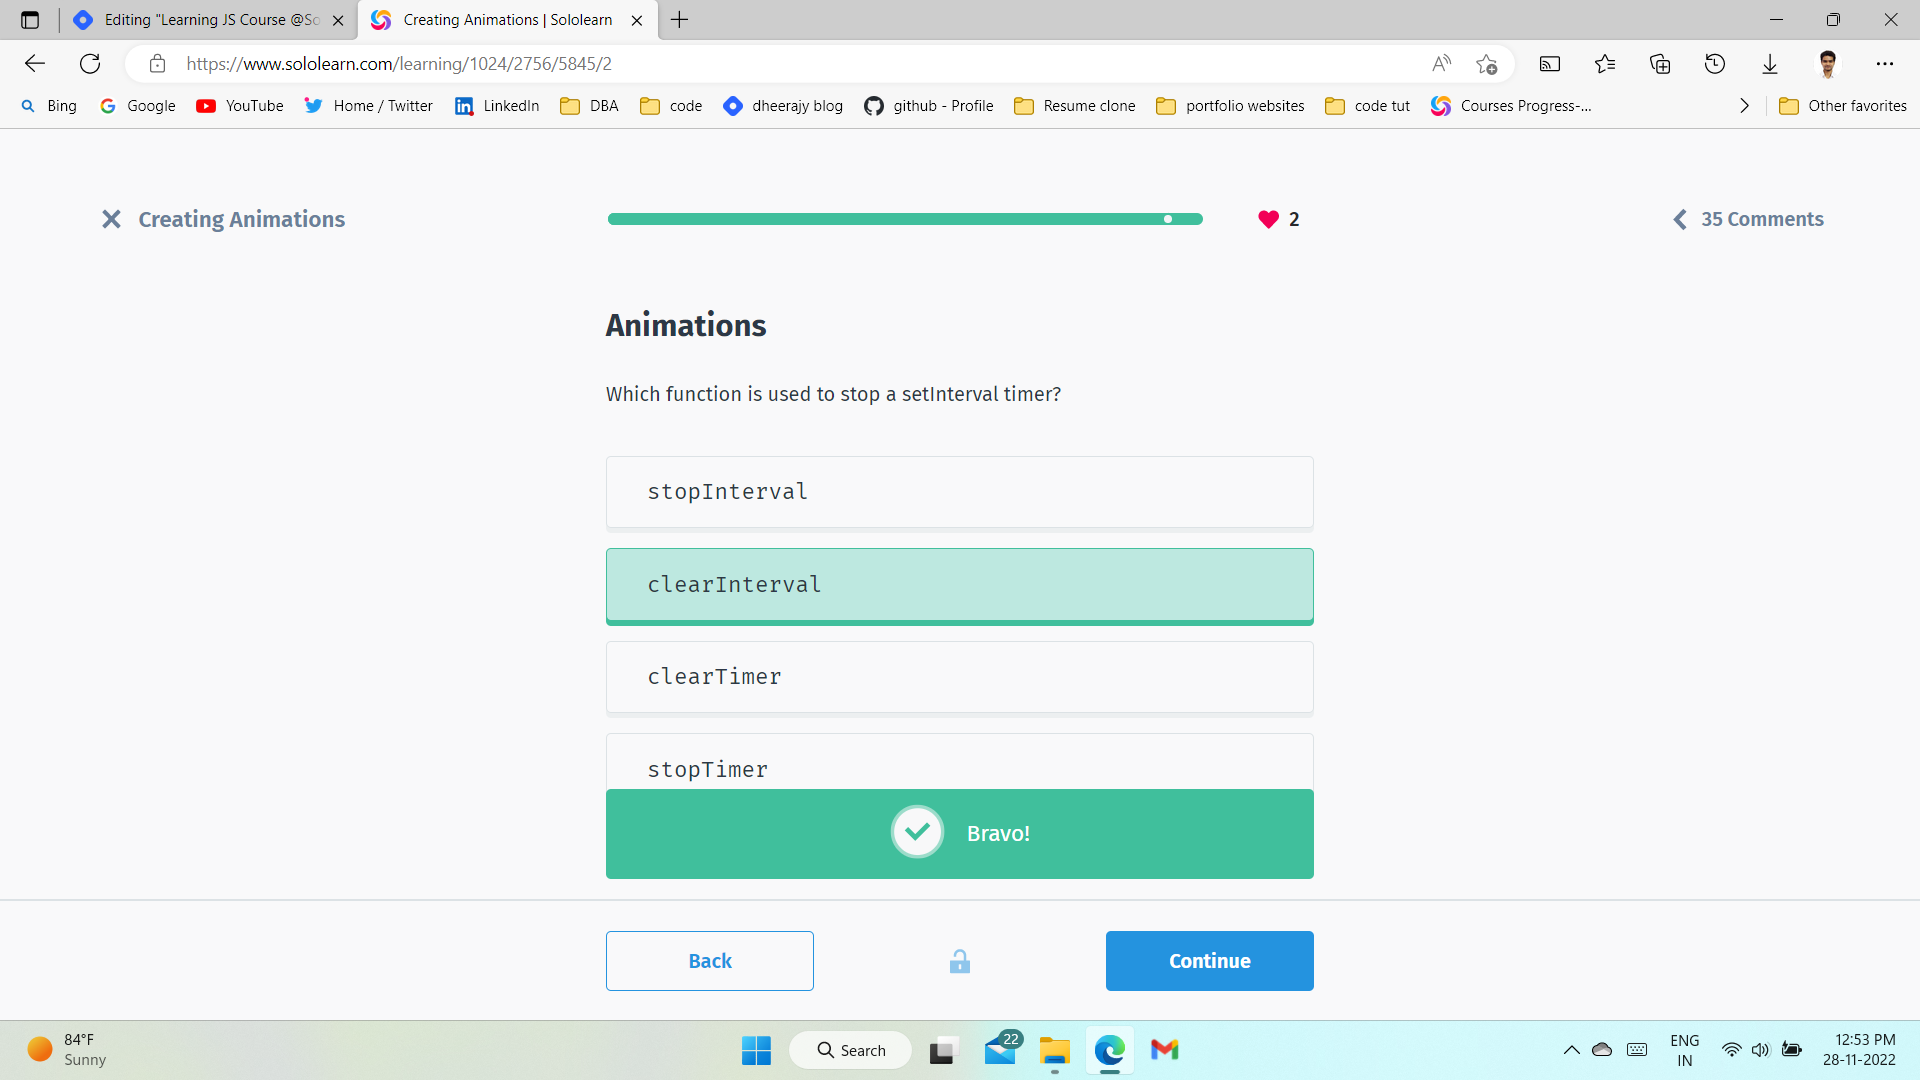 Editing "Learning JS Course @So
Creating Animations | Sololearn
https://www.sololearn.com/learning/1024/2756/5845/2
Bing
Google
YouTube
Home / Twitter
LinkedIn
DBA
code
dheerajy blog
github - Profile
Resume clone
portfolio websites
code tut
Courses Progress-...
Other favorites
Creating Animations
2
35 Comments
Animations
Which function is used to stop a setInterval timer?
stopInterval
clearInterval
clearTimer
stopTimer
Bravo!
Back
Continue
84°F
Sunny
Search
22
ENG
IN
12:53 PM
28-11-2022